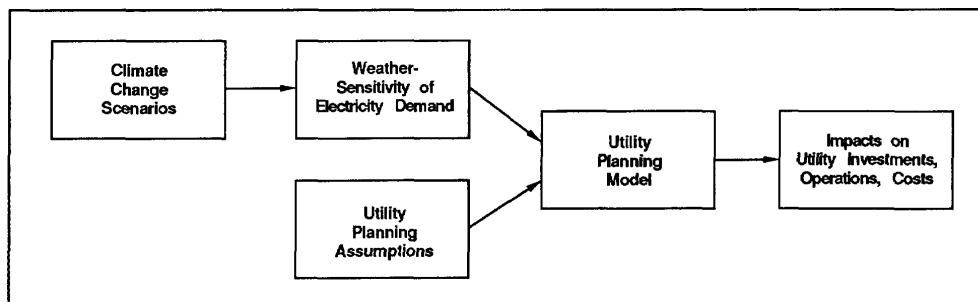 Climate
Change
Scenarios
Weather-
Sensitivity of
Electricity Demand
Utility
Planning
Assumptions
Utility
Planning
Model
Impacts on
Utility Investments,
Operations, Costs